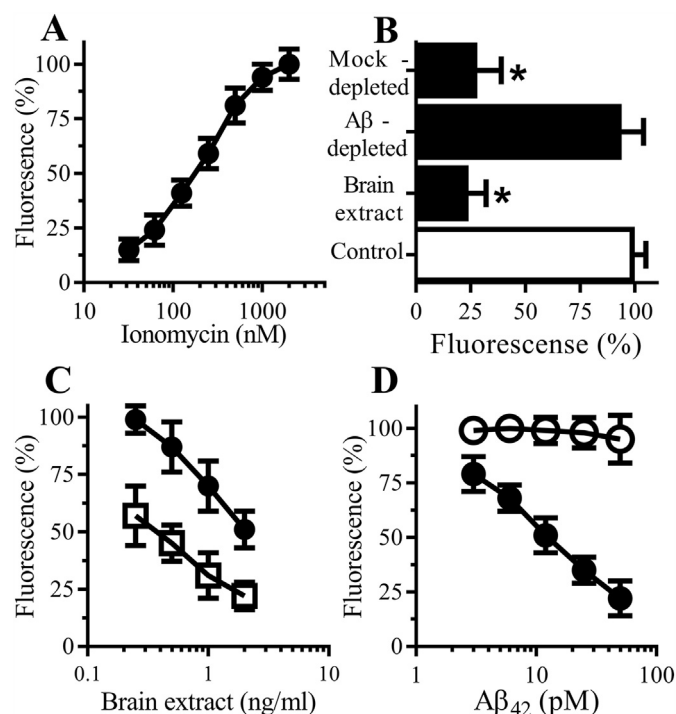 A
Fluoresence (%)
100
75
50
25
0
10
100
1000
Ionomycin (nM)
B
Mock -
depleted
*
Aβ -
depleted
Brain
extract
*
Control
0
25
50
75
100
Fluorescense (%)
C
Fluorescence (%)
100
75
50
25
0
0.1
1
10
Brain extract (ng/ml)
D
Fluorescence (%)
100
75
50
25
0
1
10
100
Aβ42 (pM)